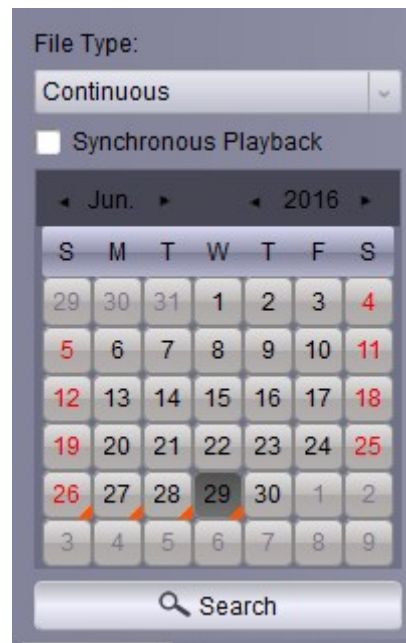 File Type:
Continuous
Synchronous Playback
Jun. 2016
S M T W T F S
29 30 31 1 2 3 4
5 6 7 8 9 10 11
12 13 14 15 16 17 18
19 20 21 22 23 24 25
26 27 28 29 30 1 2
3 4 5 6 7 8 9
Search